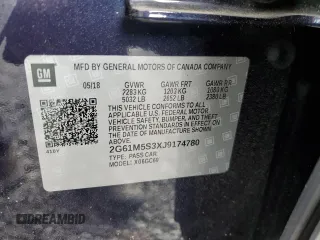 GM
MFD BY GENERAL MOTORS OF CANADA COMPANY
05/18 GVWR GAWR FRT GAWR RR
2283 KG 1203 KG 1080 KG
5032 LB 2652 LB 2380 LB
THIS VEHICLE CONFORMS TO ALL APPLICABLE
U.S. FEDERAL MOTOR VEHICLE SAFETY,
BUMPER, AND THEFT PREVENTION
STANDARDS IN EFFECT ON THE DATE OF
MANUFACTURE SHOWN ABOVE.
2G61M5S3XJ9174780
TYPE: PASS CAR
MODEL:
DREAMBID